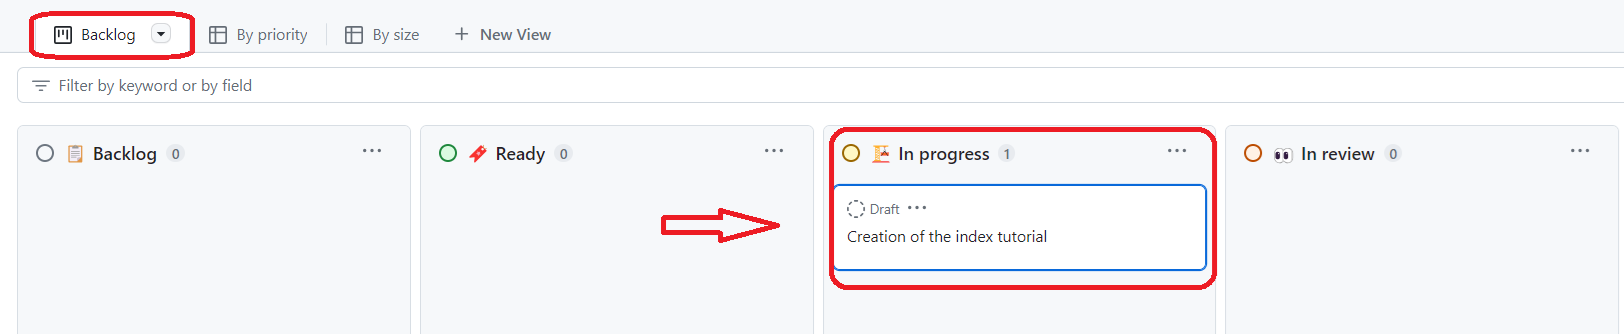 Backlog
By priority
By size
+ New View
Filter by keyword or by field
Backlog 0
Ready 0
In progress 1
In review 0
Draft
Creation of the index tutorial